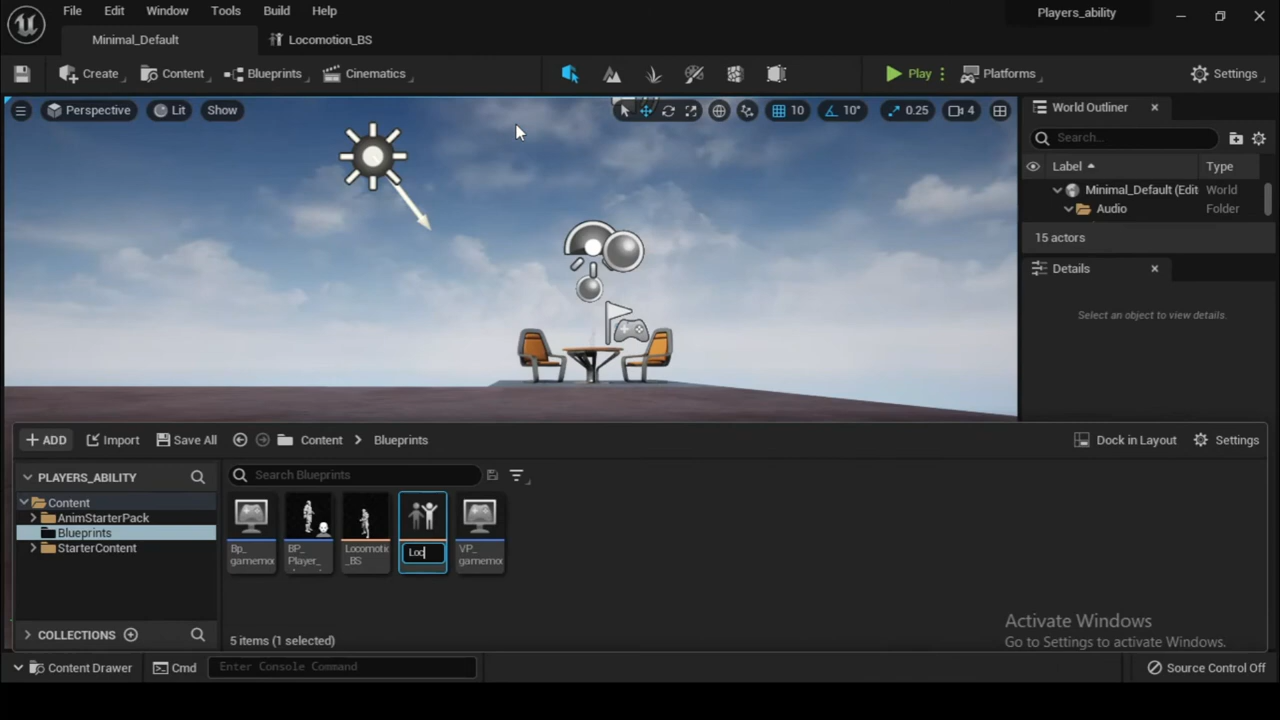 File Edit Window Tools Build Help
Players_ability
Minimal_Default
Locomotion_BS
Create
Content
Blueprints
Cinematics
Play
Platforms
Settings
Perspective
Lit
Show
10
10°
0.25
4
World Outliner
Search...
Label
Type
Minimal_Default (Edit
World
Audio
Folder
15 actors
Details
Select an object to view details.
+ ADD
Import
Save All
Content
Blueprints
Dock in Layout
Settings
PLAYERS_ABILITY
Search Blueprints
Content
AnimStarterPack
Blueprints
StarterContent
Bp_
gamemo
BP_
Player_
Locomotio
_BS
Loc
VP_
gamemo
COLLECTIONS
5 items (1 selected)
Activate Windows
Go to Settings to activate Windows.
Content Drawer
Cmd
Enter Console Command
Source Control Off